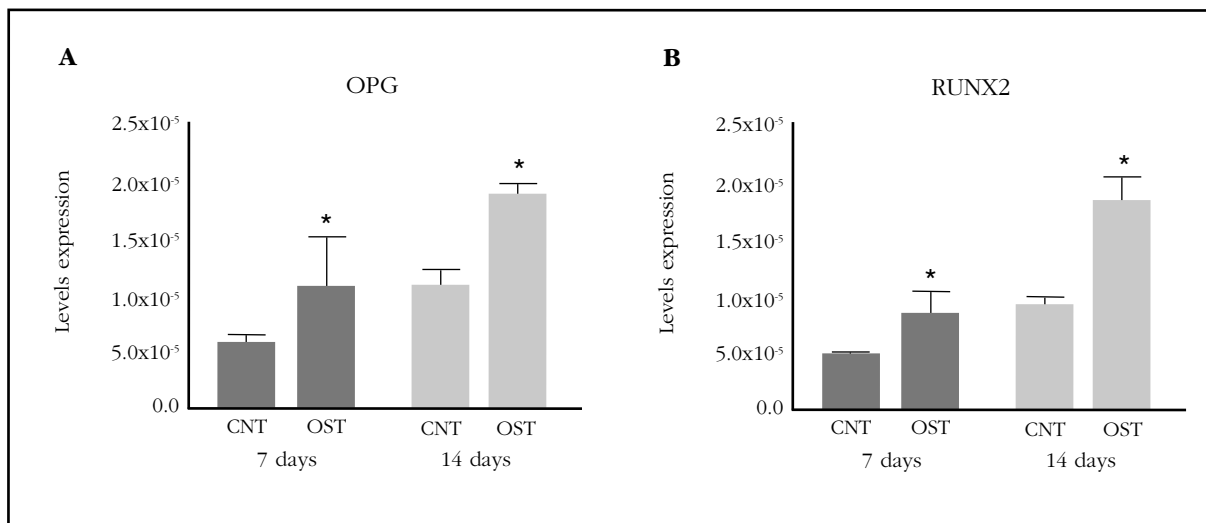 A
OPG
Levels expression
2.5x10⁻⁵
2.0x10⁻⁵
1.5x10⁻⁵
1.0x10⁻⁵
5.0x10⁻⁵
0.0
*
*
CNT OST CNT OST
7 days 14 days
B
RUNX2
Levels expression
2.5x10⁻⁵
2.0x10⁻⁵
1.5x10⁻⁵
1.0x10⁻⁵
5.0x10⁻⁵
0.0
*
*
CNT OST CNT OST
7 days 14 days